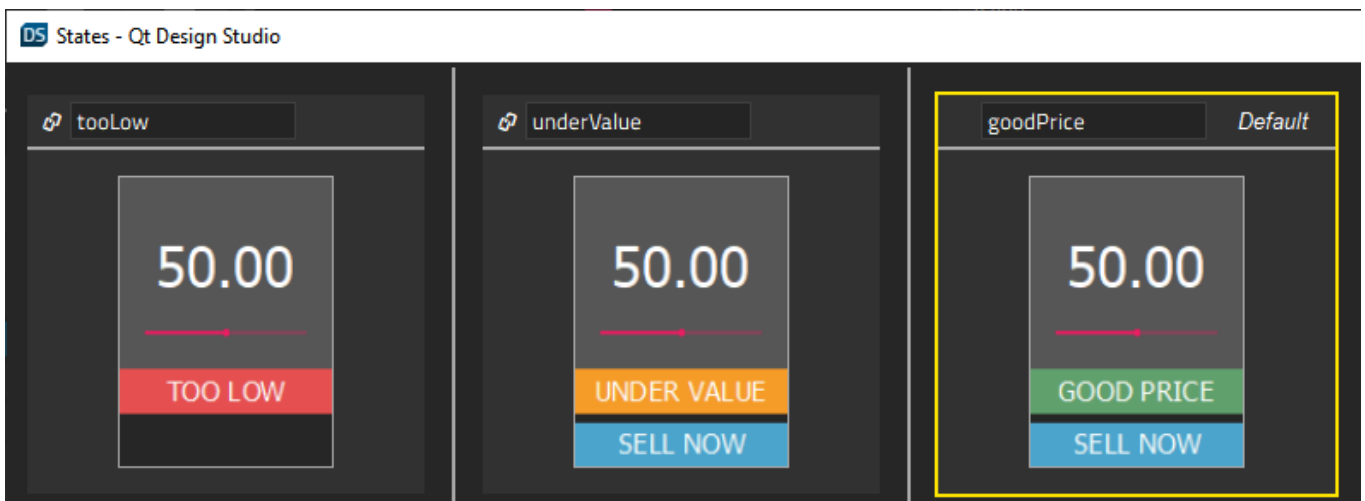 DS States - Qt Design Studio
tooLow
underValue
goodPrice Default
50.00
50.00
50.00
TOO LOW
UNDER VALUE
GOOD PRICE
SELL NOW
SELL NOW